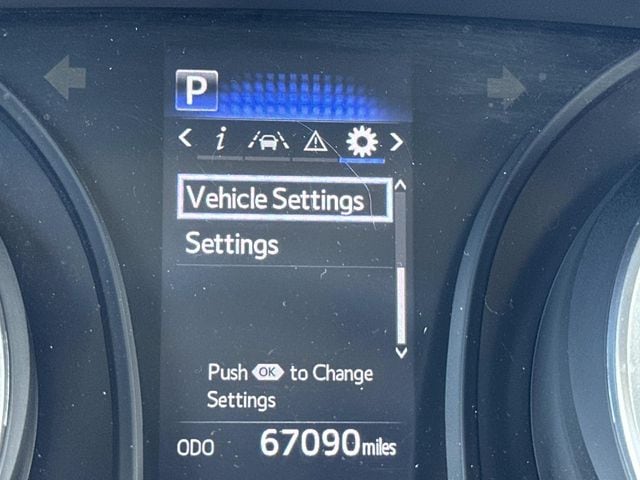 P
i
Vehicle Settings
Settings
Push OK to Change
Settings
ODO 67090 miles